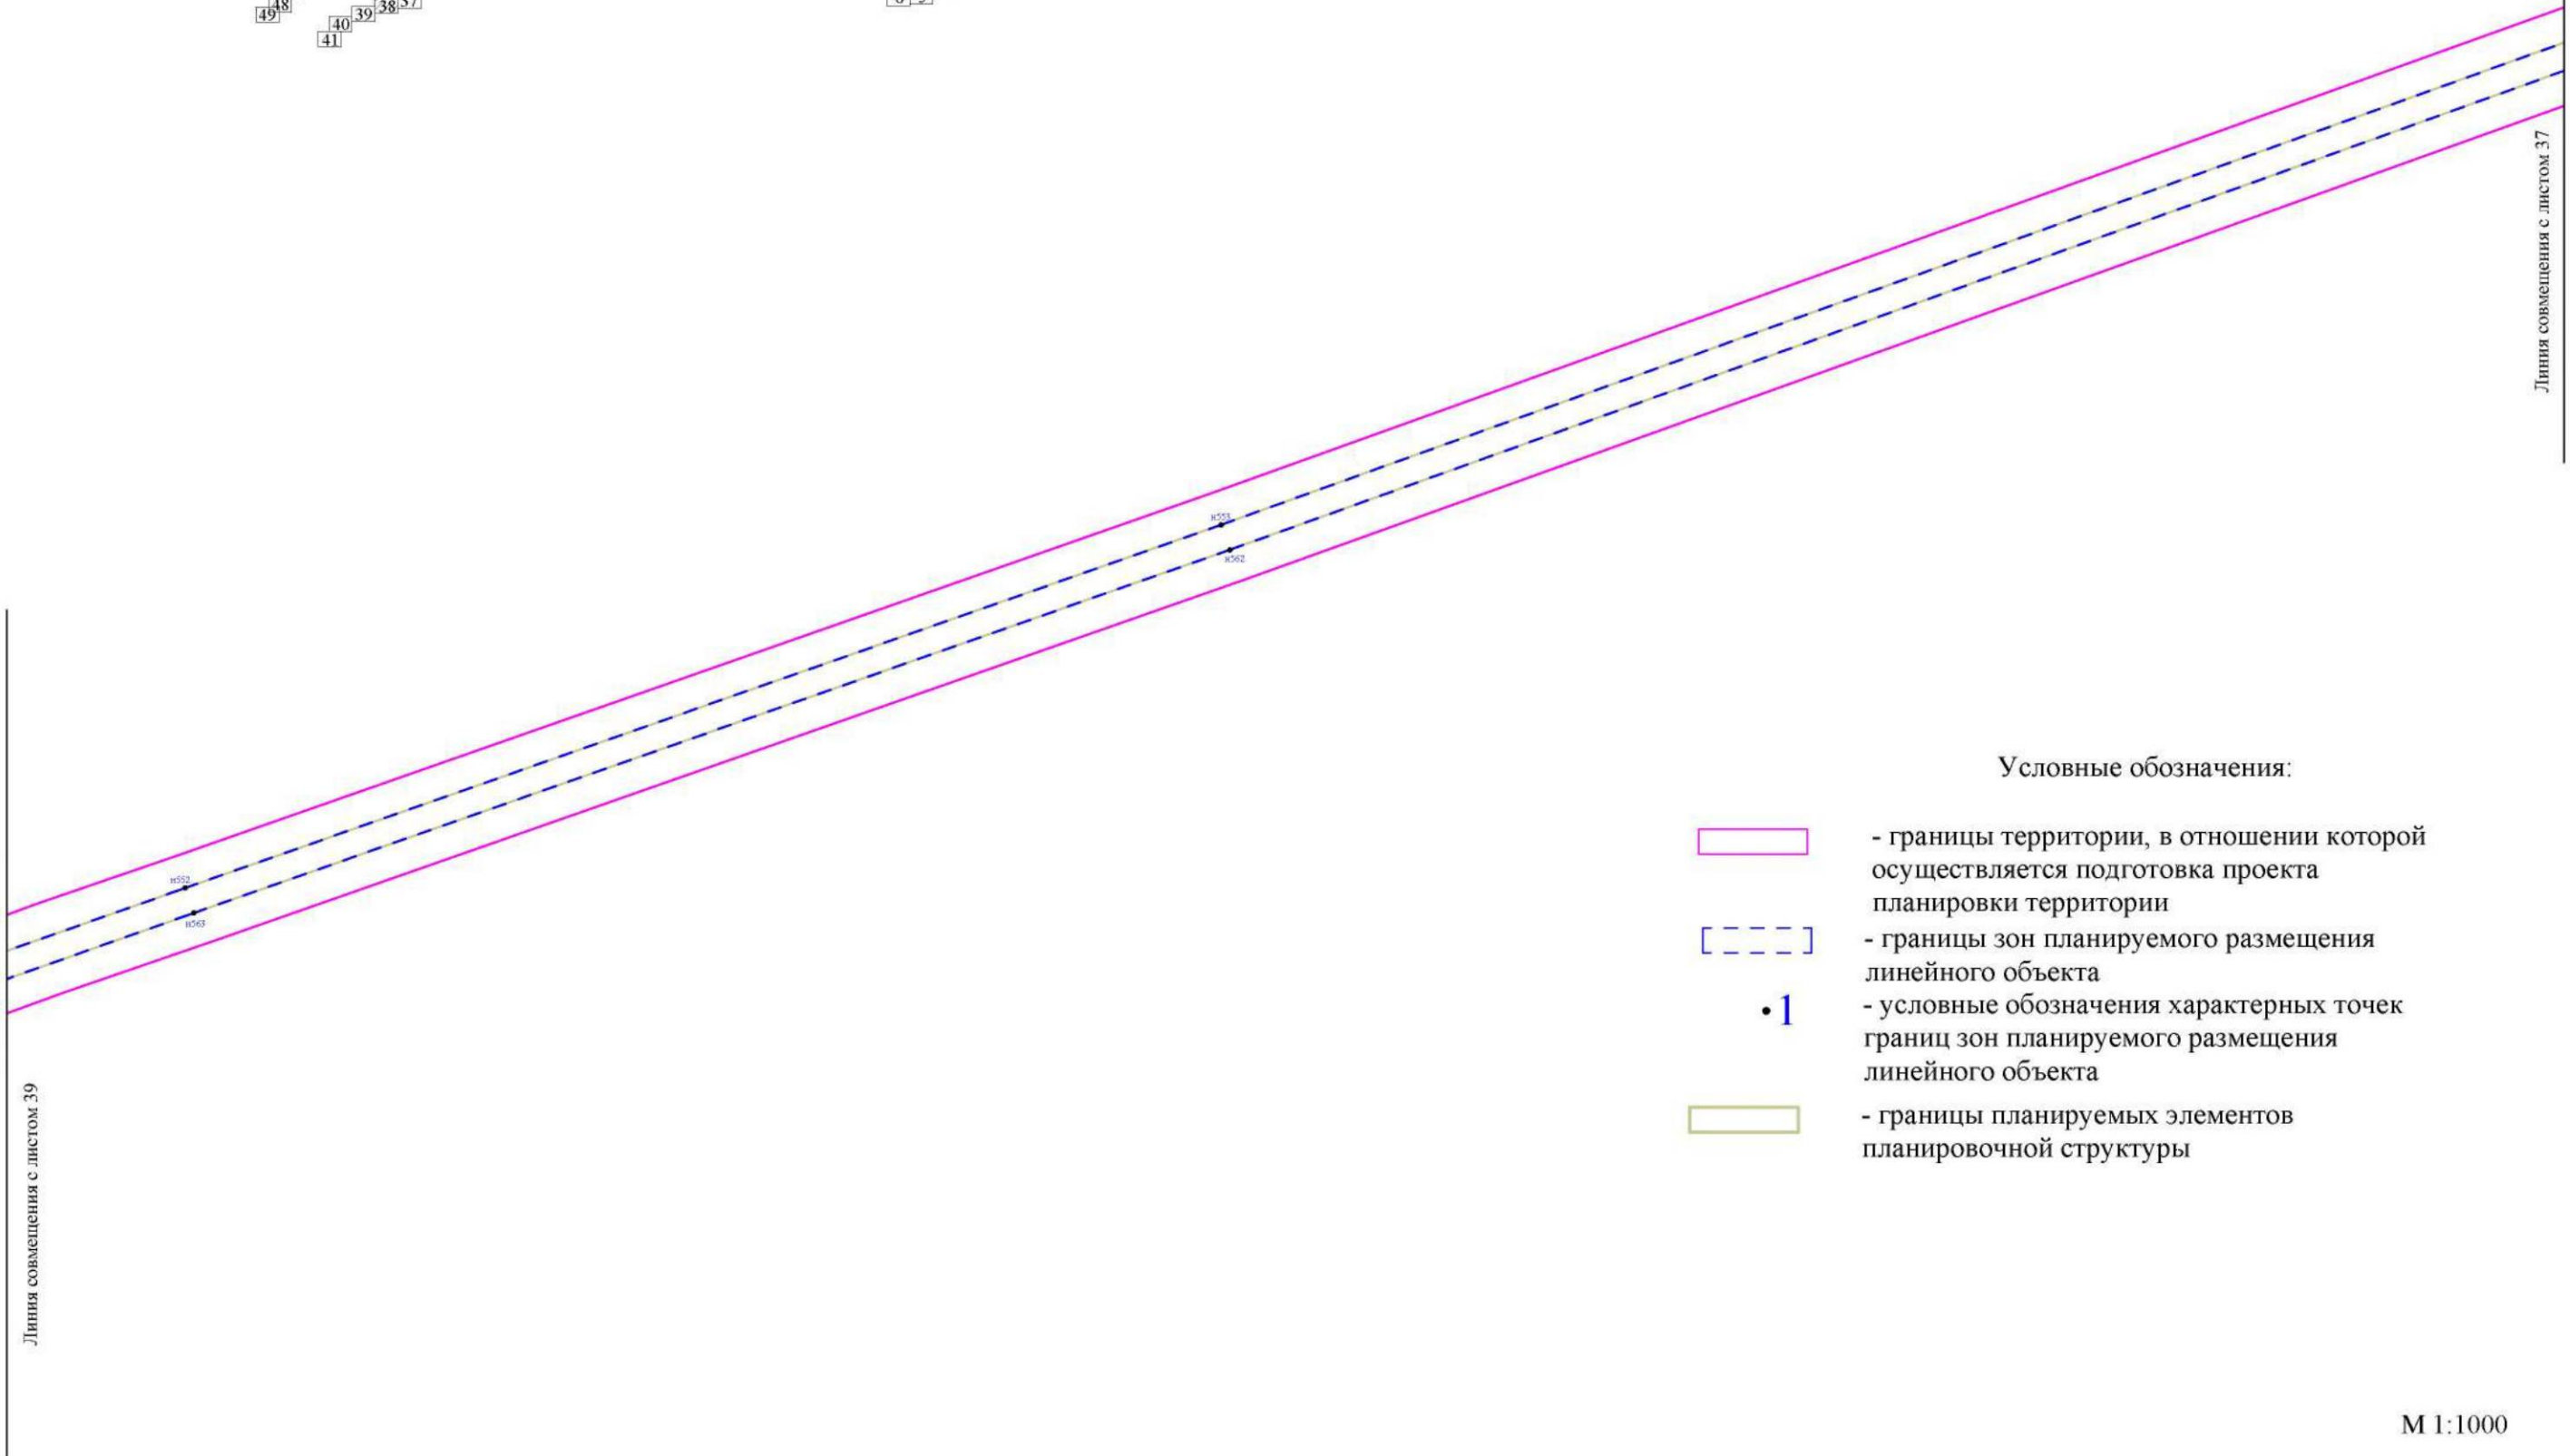 48
49
38
39
40
41
Линия совмещения с листом 37
н553
н562
н552
н563
Линия совмещения с листом 39
Условные обозначения:
- границы территории, в отношении которой
осуществляется подготовка проекта
планировки территории
- границы зон планируемого размещения
линейного объекта
1
- условные обозначения характерных точек
границ зон планируемого размещения
линейного объекта
- границы планируемых элементов
планировочной структуры
М 1:1000